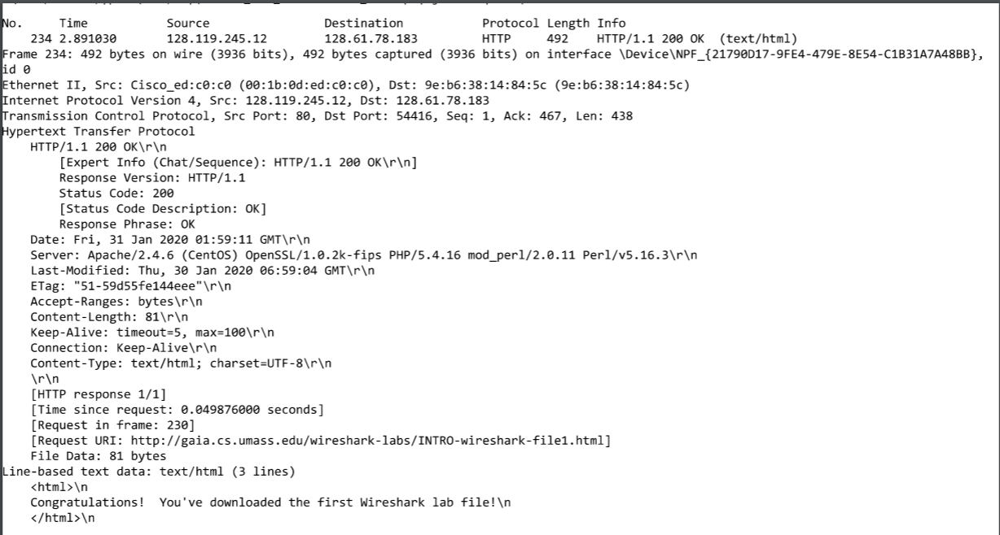 No. Time Source Destination Protocol Length Info
234 2.891030 128.119.245.12 128.61.78.183 HTTP 492 HTTP/1.1 200 OK (text/html)
Frame 234: 492 bytes on wire (3936 bits), 492 bytes captured (3936 bits) on interface \Device\NPF_{21790D17-9FE4-479E-8E54-C1B31A7A48BB},
id 0
Ethernet II, Src: Cisco_ed:c0:c0 (00:1b:0d:ed:c0:c0), Dst: 9e:b6:38:14:84:5c (9e:b6:38:14:84:5c)
Internet Protocol Version 4, Src: 128.119.245.12, Dst: 128.61.78.183
Transmission Control Protocol, Src Port: 80, Dst Port: 54416, Seq: 1, Ack: 467, Len: 438
Hypertext Transfer Protocol
HTTP/1.1 200 OK\r\n
[Expert Info (Chat/Sequence): HTTP/1.1 200 OK\r\n]
Response Version: HTTP/1.1
Status Code: 200
[Status Code Description: OK]
Response Phrase: OK
Date: Fri, 31 Jan 2020 01:59:11 GMT\r\n
Server: Apache/2.4.6 (CentOS) OpenSSL/1.0.2k-fips PHP/5.4.16 mod_perl/2.0.11 Perl/v5.16.3\r\n
Last-Modified: Thu, 30 Jan 2020 06:59:04 GMT\r\n
ETag: "51-59d55fe144eee"\r\n
Accept-Ranges: bytes\r\n
Content-Length: 81\r\n
Keep-Alive: timeout=5, max=100\r\n
Connection: Keep-Alive\r\n
Content-Type: text/html; charset=UTF-8\r\n
\r\n
[HTTP response 1/1]
[Time since request: 0.049876000 seconds]
[Request in frame: 230]
[Request URI: http://gaia.cs.umass.edu/wireshark-labs/INTRO-wireshark-file1.html]
File Data: 81 bytes
Line-based text data: text/html (3 lines)
<html>\n
Congratulations!  You've downloaded the first Wireshark lab file!\n
</html>\n